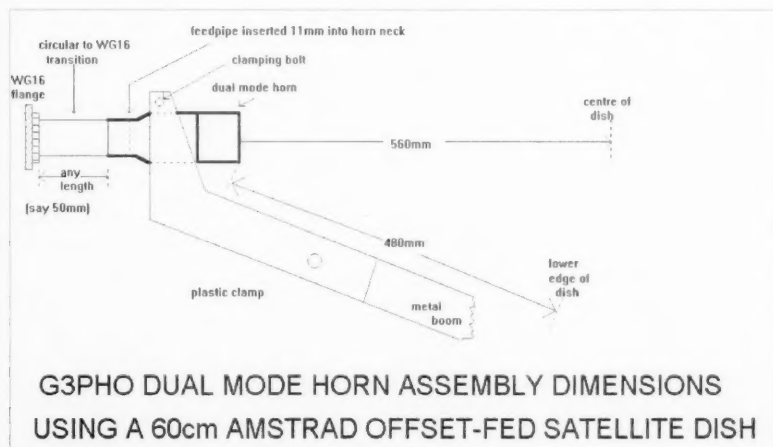 feedpipe inserted 11mm into horn neck
circular to WG16
transition
clamping bolt
WG16
flange
dual mode horn
centre of
dish
560mm
any
length
(say 50mm)
480mm
lower
edge of
dish
plastic clamp
metal
boom
G3PHO DUAL MODE HORN ASSEMBLY DIMENSIONS
USING A 60cm AMSTRAD OFFSET-FED SATELLITE DISH